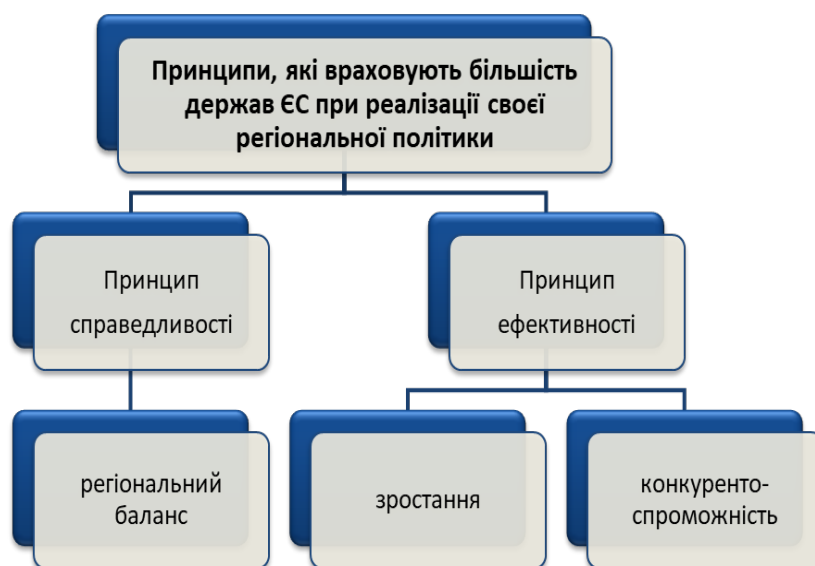 Принципи, які враховують більшість
держав ЄС при реалізації своєї
регіональної політики
Принцип
справедливості
Принцип
ефективності
регіональний
баланс
зростання
конкуренто-
спроможність